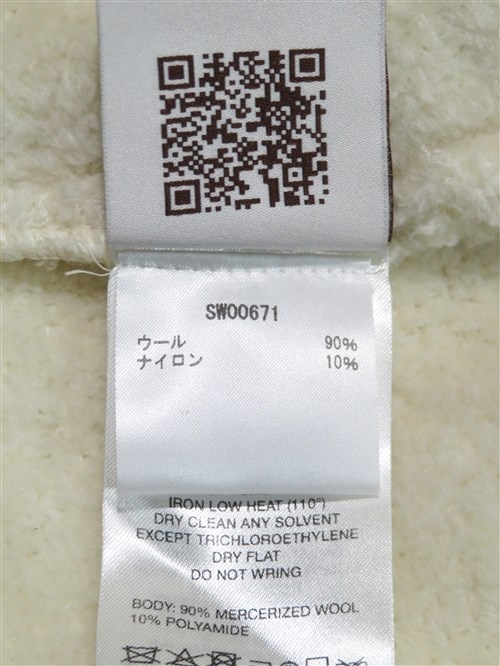 SW00671
ウール 90%
ナイロン 10%
IRON LOW HEAT (110°)
DRY CLEAN ANY SOLVENT
EXCEPT TRICHLOROETHYLENE
DRY FLAT
DO NOT WRING
BODY: 90% MERCERIZED WOOL
10% POLYAMIDE